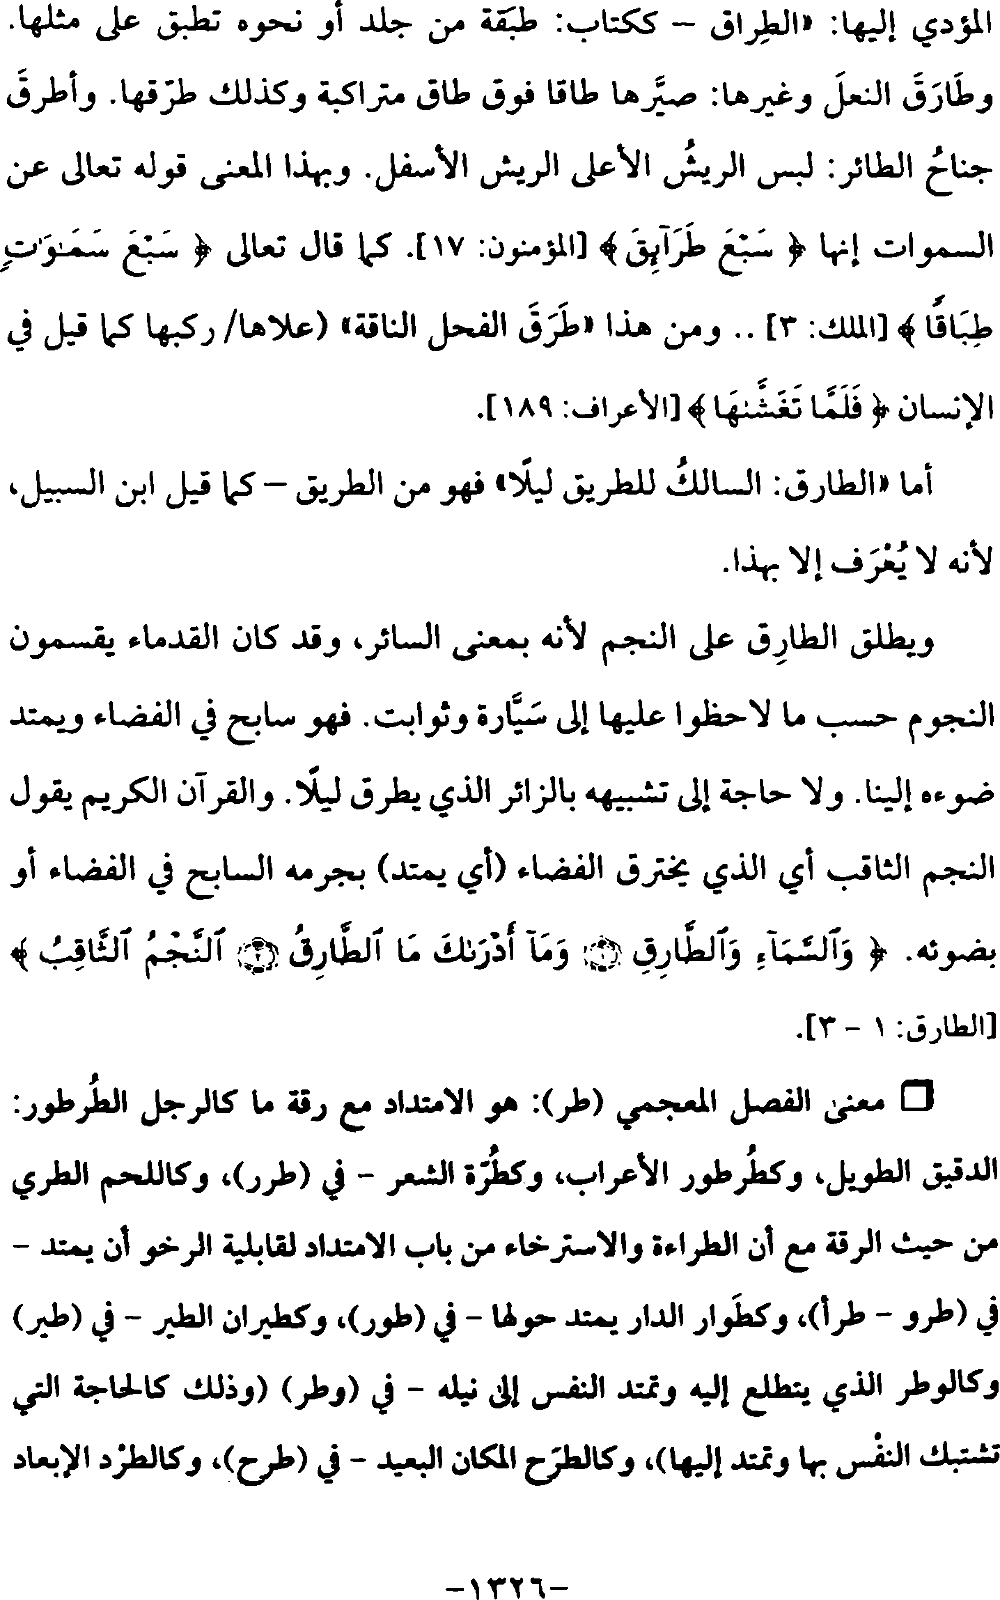 المؤدي إليها: «الطِراق – ككتاب: طبَقة من جلد أو نحوه تطبق على مثلها.
وطَارَقَ النعلَ وغيرها: صيَّرها طاقا فوق طاق متراكبة وكذلك طرّقها. وأطرقَ
جناحُ الطائر: لبس الريشُ الأعلى الريش الأسفل. وبهذا المعنى قوله تعالى عن
السموات إنها ﴿ سَبْعَ طَرَآئِقَ ﴾ [المؤمنون: ١٧]. كما قال تعالى ﴿ سَبْعَ سَمَـٰوَٰتٍ
طِبَاقًا ﴾ [الملك: ٣] .. ومن هذا «طَرَقَ الفحل الناقة» (علاها/ ركبها كما قيل في
الإنسان ﴿ فَلَمَّا تَغَشَّىٰهَا ﴾ [الأعراف: ١٨٩].
أما «الطارق: السالكُ للطريق ليلًا» فهو من الطريق – كما قيل ابن السبيل،
لأنه لا يُعْرَف إلا بهذا.
ويطلق الطارِق على النجم لأنه بمعنى السائر، وقد كان القدماء يقسمون
النجوم حسب ما لاحظوا عليها إلى سَيَّارة وثوابت. فهو سابح في الفضاء ويمتد
ضوءه إلينا. ولا حاجة إلى تشبيهه بالزائر الذي يطرق ليلًا. والقرآن الكريم يقول
النجم الثاقب أي الذي يخترق الفضاء (أي يمتد) بجرمه السابح في الفضاء أو
بضوئه. ﴿ وَٱلسَّمَآءِ وَٱلطَّارِقِ ۝١ وَمَآ أَدْرَىٰكَ مَا ٱلطَّارِقُ ۝٢ ٱلنَّجْمُ ٱلثَّاقِبُ ﴾
[الطارق: ١ – ٣].
❏ معنى الفصل المعجمي (طر): هو الامتداد مع رقة ما كالرجل الطُرطور:
الدقيق الطويل، وكطُرطور الأعراب، وكطُرّة الشعر – في (طرر)، وكاللحم الطري
من حيث الرقة مع أن الطراءة والاسترخاء من باب الامتداد لقابلية الرخو أن يمتد –
في (طرو – طرأ)، وكطَوار الدار يمتد حولها – في (طور)، وكطيران الطير – في (طير)
وكالوطر الذي يتطلع إليه وتمتد النفس إلى نيله – في (وطر) (وذلك كالحاجة التي
تشتبك النفْس بها وتمتد إليها)، وكالطرَح المكان البعيد – في (طرح)، وكالطرْد الإبعاد
–١٣٢٦–